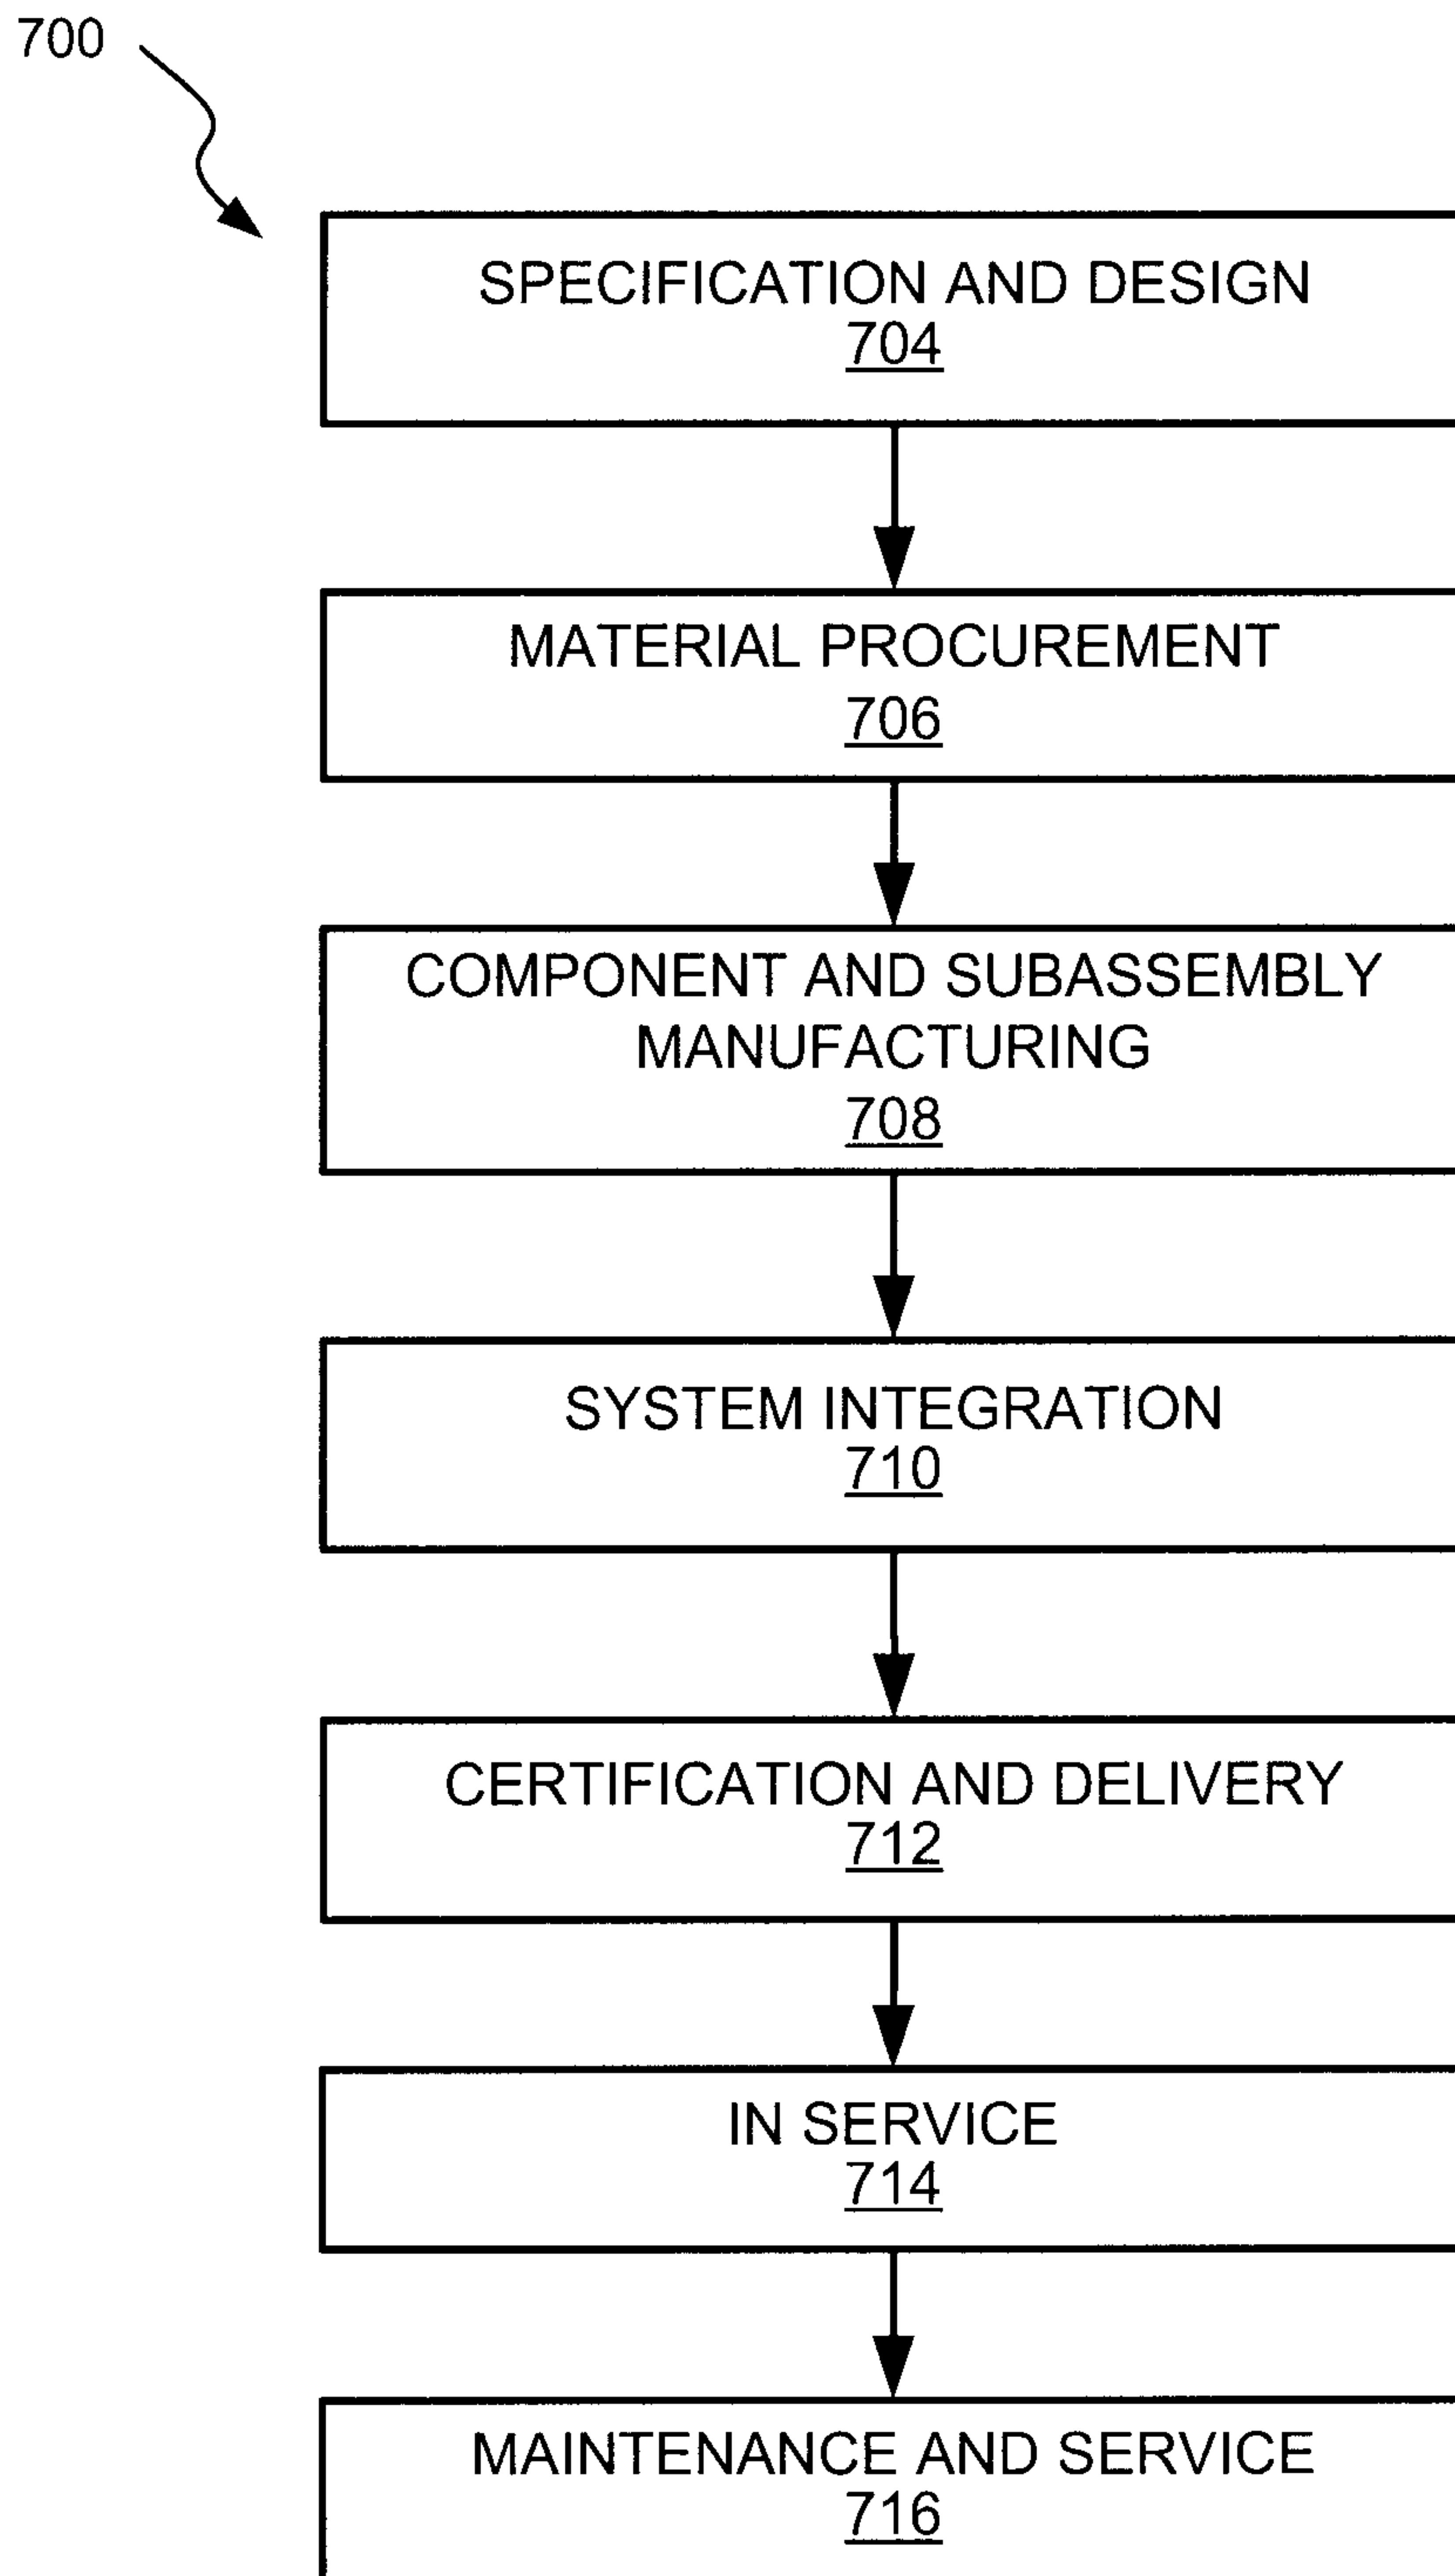 700
SPECIFICATION AND DESIGN
704
MATERIAL PROCUREMENT
706
COMPONENT AND SUBASSEMBLY
MANUFACTURING
708
SYSTEM INTEGRATION
710
CERTIFICATION AND DELIVERY
712
IN SERVICE
714
MAINTENANCE AND SERVICE
716